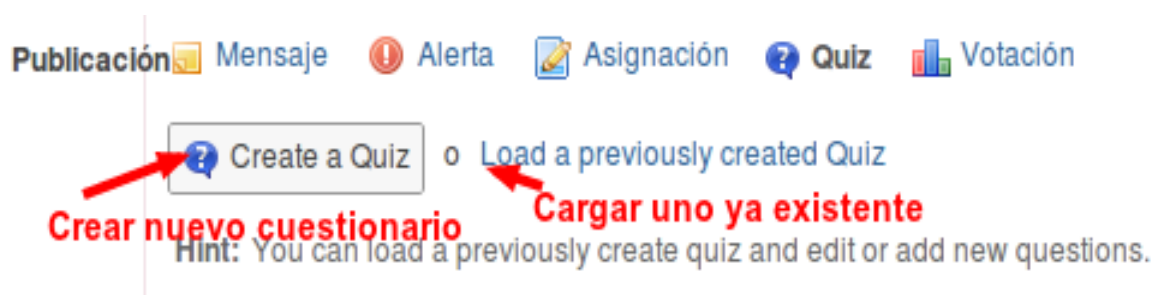 Publicación Mensaje Alerta Asignación Quiz Votación
Create a Quiz o Load a previously created Quiz
Cargar uno ya existente
Crear nuevo cuestionario
Hint: You can load a previously create quiz and edit or add new questions.